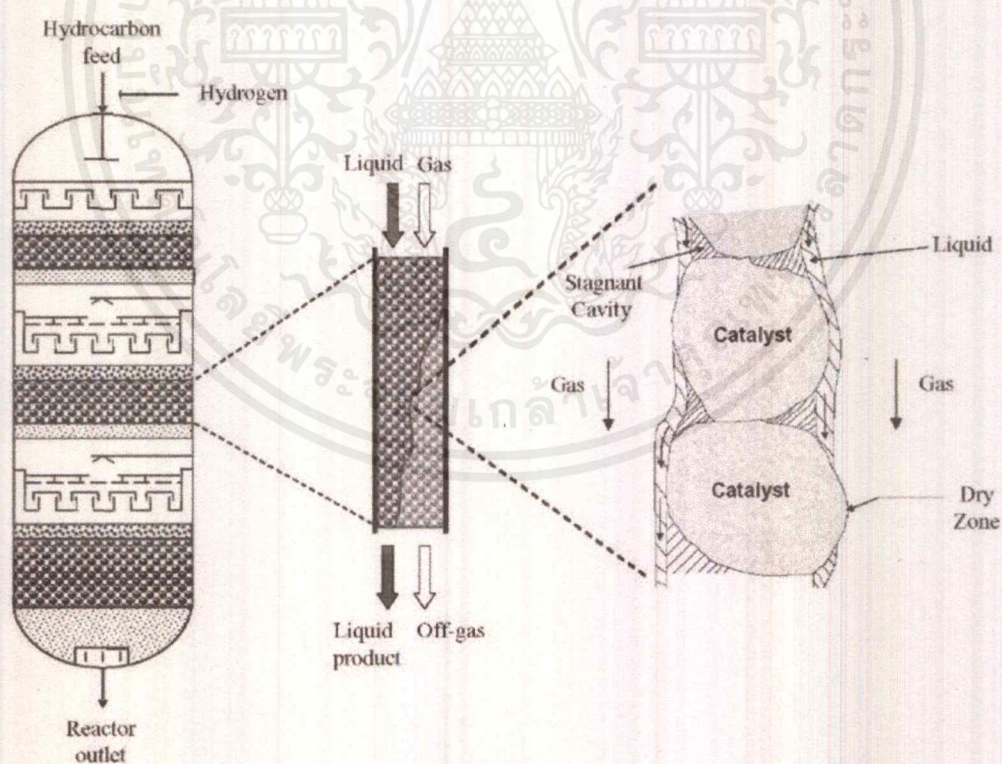 Hydrocarbon
feed
Hydrogen
Liquid Gas
Liquid
Stagnant
Cavity
Catalyst
Gas
Gas
Catalyst
Dry
Zone
Liquid
product
Off-gas
Reactor
outlet